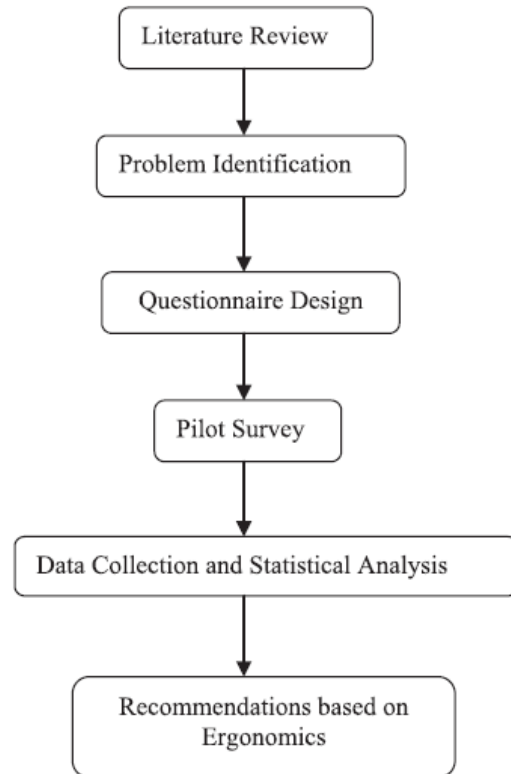 Literature Review
Problem Identification
Questionnaire Design
Pilot Survey
Data Collection and Statistical Analysis
Recommendations based on
Ergonomics